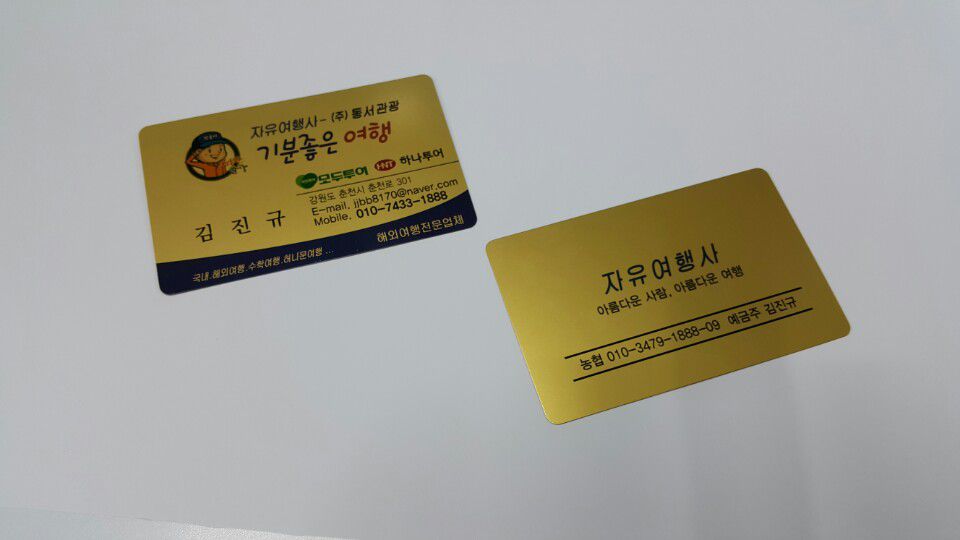 자유여행사- (주) 동서관광
기분좋은 여행
모두투어 HNT 하나투어
강원도 춘천시 춘천로 301
E-mail. jjbb8170@naver.com
Mobile. 010-7433-1888
김 진 규
해외여행전문업체
국내.해외여행.수학여행.허니문여행 ...
자유여행사
아름다운 사람, 아름다운 여행
농협 010-3479-1888-09 예금주 김진규